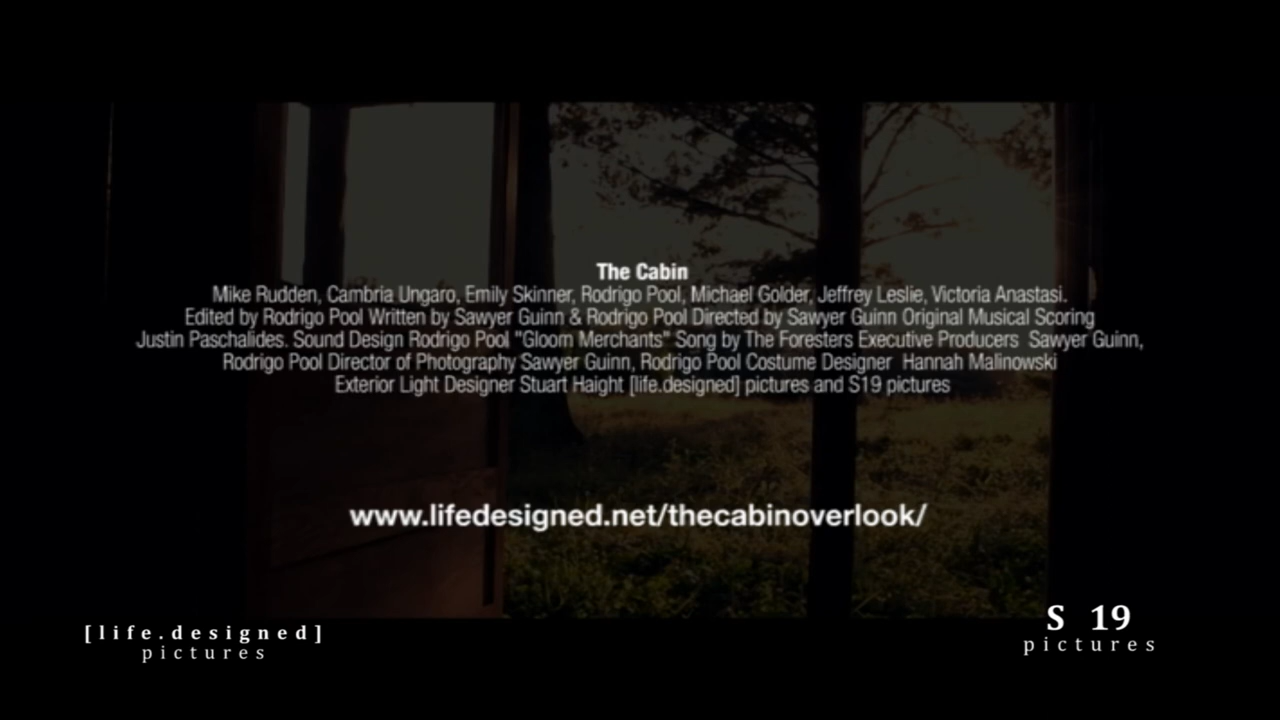 The Cabin
Mike Rudden, Cambria Ungaro, Emily Skinner, Rodrigo Pool, Michael Golder, Jeffrey Leslie, Victoria Anastasi.
Edited by Rodrigo Pool Written by Sawyer Guinn & Rodrigo Pool Directed by Sawyer Guinn Original Musical Scoring
Justin Paschalides. Sound Design Rodrigo Pool "Gloom Merchants" Song by The Foresters Executive Producers Sawyer Guinn,
Rodrigo Pool Director of Photography Sawyer Guinn, Rodrigo Pool Costume Designer Hannah Malinowski
Exterior Light Designer Stuart Haight [life.designed] pictures and S19 pictures
www.lifedesigned.net/thecabinoverlook/
[life.designed]
pictures
S 19
pictures